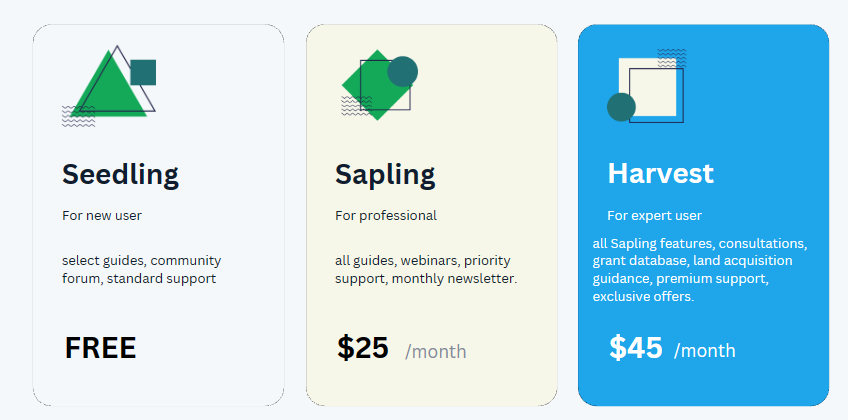 Seedling
For new user
select guides, community
forum, standard support
FREE
Sapling
For professional
all guides, webinars, priority
support, monthly newsletter.
$25 /month
Harvest
For expert user
all Sapling features, consultations,
grant database, land acquisition
guidance, premium support,
exclusive offers.
$45 /month